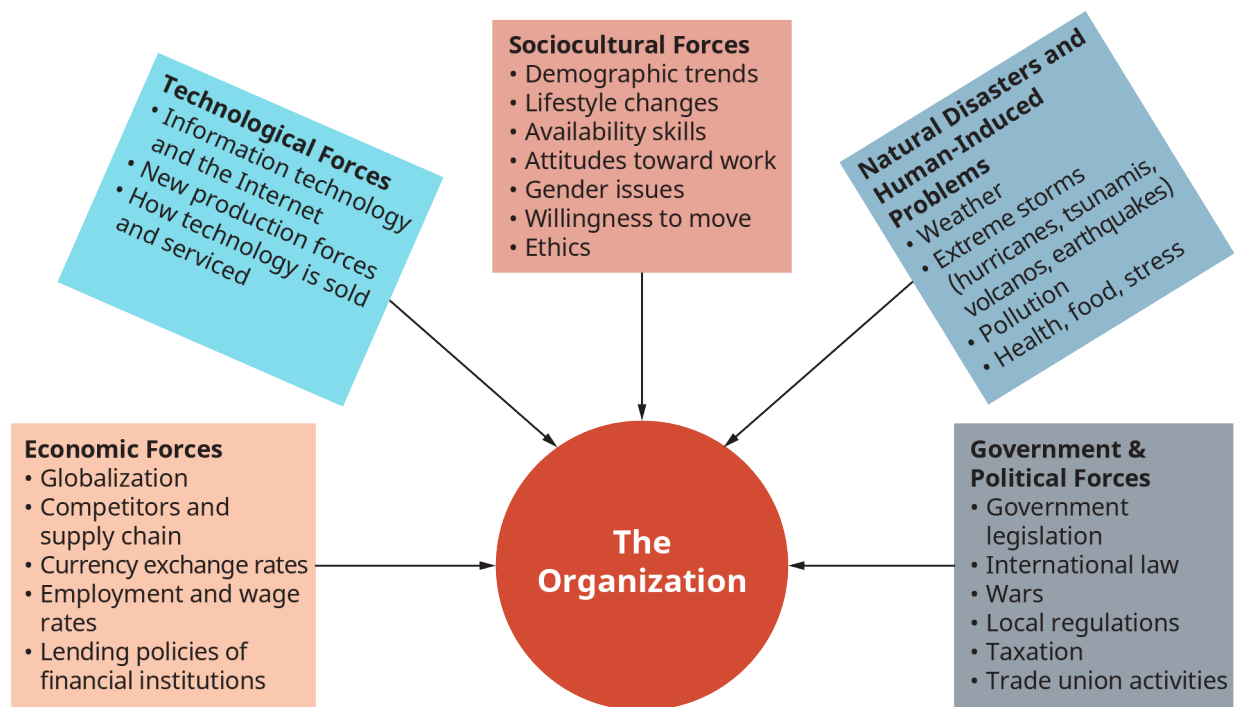 Technological Forces
• Information technology
and the Internet
• New production forces
• How technology is sold
and serviced
Sociocultural Forces
• Demographic trends
• Lifestyle changes
• Availability skills
• Attitudes toward work
• Gender issues
• Willingness to move
• Ethics
Natural Disasters and
Human-Induced
Problems
• Weather
• Extreme storms
(hurricanes, tsunamis,
volcanos, earthquakes)
• Pollution
• Health, food, stress
Economic Forces
• Globalization
• Competitors and
supply chain
• Currency exchange rates
• Employment and wage
rates
• Lending policies of
financial institutions
The
Organization
Government &
Political Forces
• Government
legislation
• International law
• Wars
• Local regulations
• Taxation
• Trade union activities